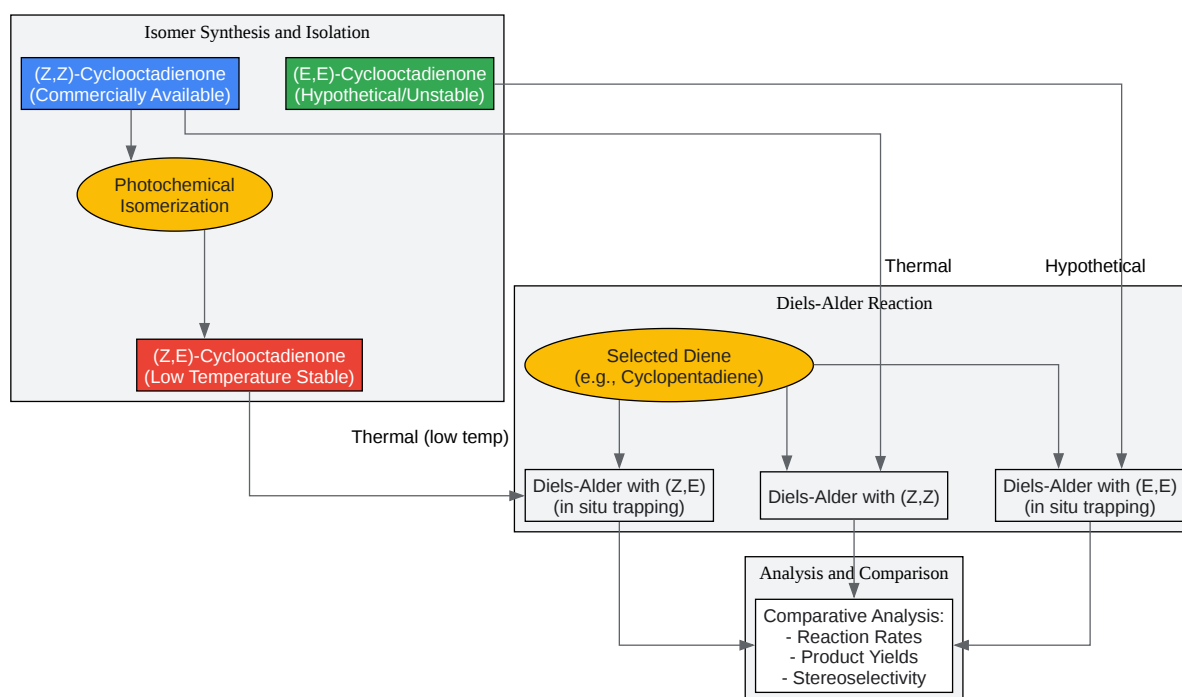 Isomer Synthesis and Isolation
(Z,Z)-Cyclooctadienone
(Commercially Available)
(E,E)-Cyclooctadienone
(Hypothetical/Unstable)
Photochemical
Isomerization
Thermal
Hypothetical
Diels-Alder Reaction
(Z,E)-Cyclooctadienone
(Low Temperature Stable)
Selected Diene
(e.g., Cyclopentadiene)
Thermal (low temp)
Diels-Alder with (Z,E)
(in situ trapping)
Diels-Alder with (Z,Z)
Diels-Alder with (E,E)
(in situ trapping)
Analysis and Comparison
Comparative Analysis:
- Reaction Rates
- Product Yields
- Stereoselectivity